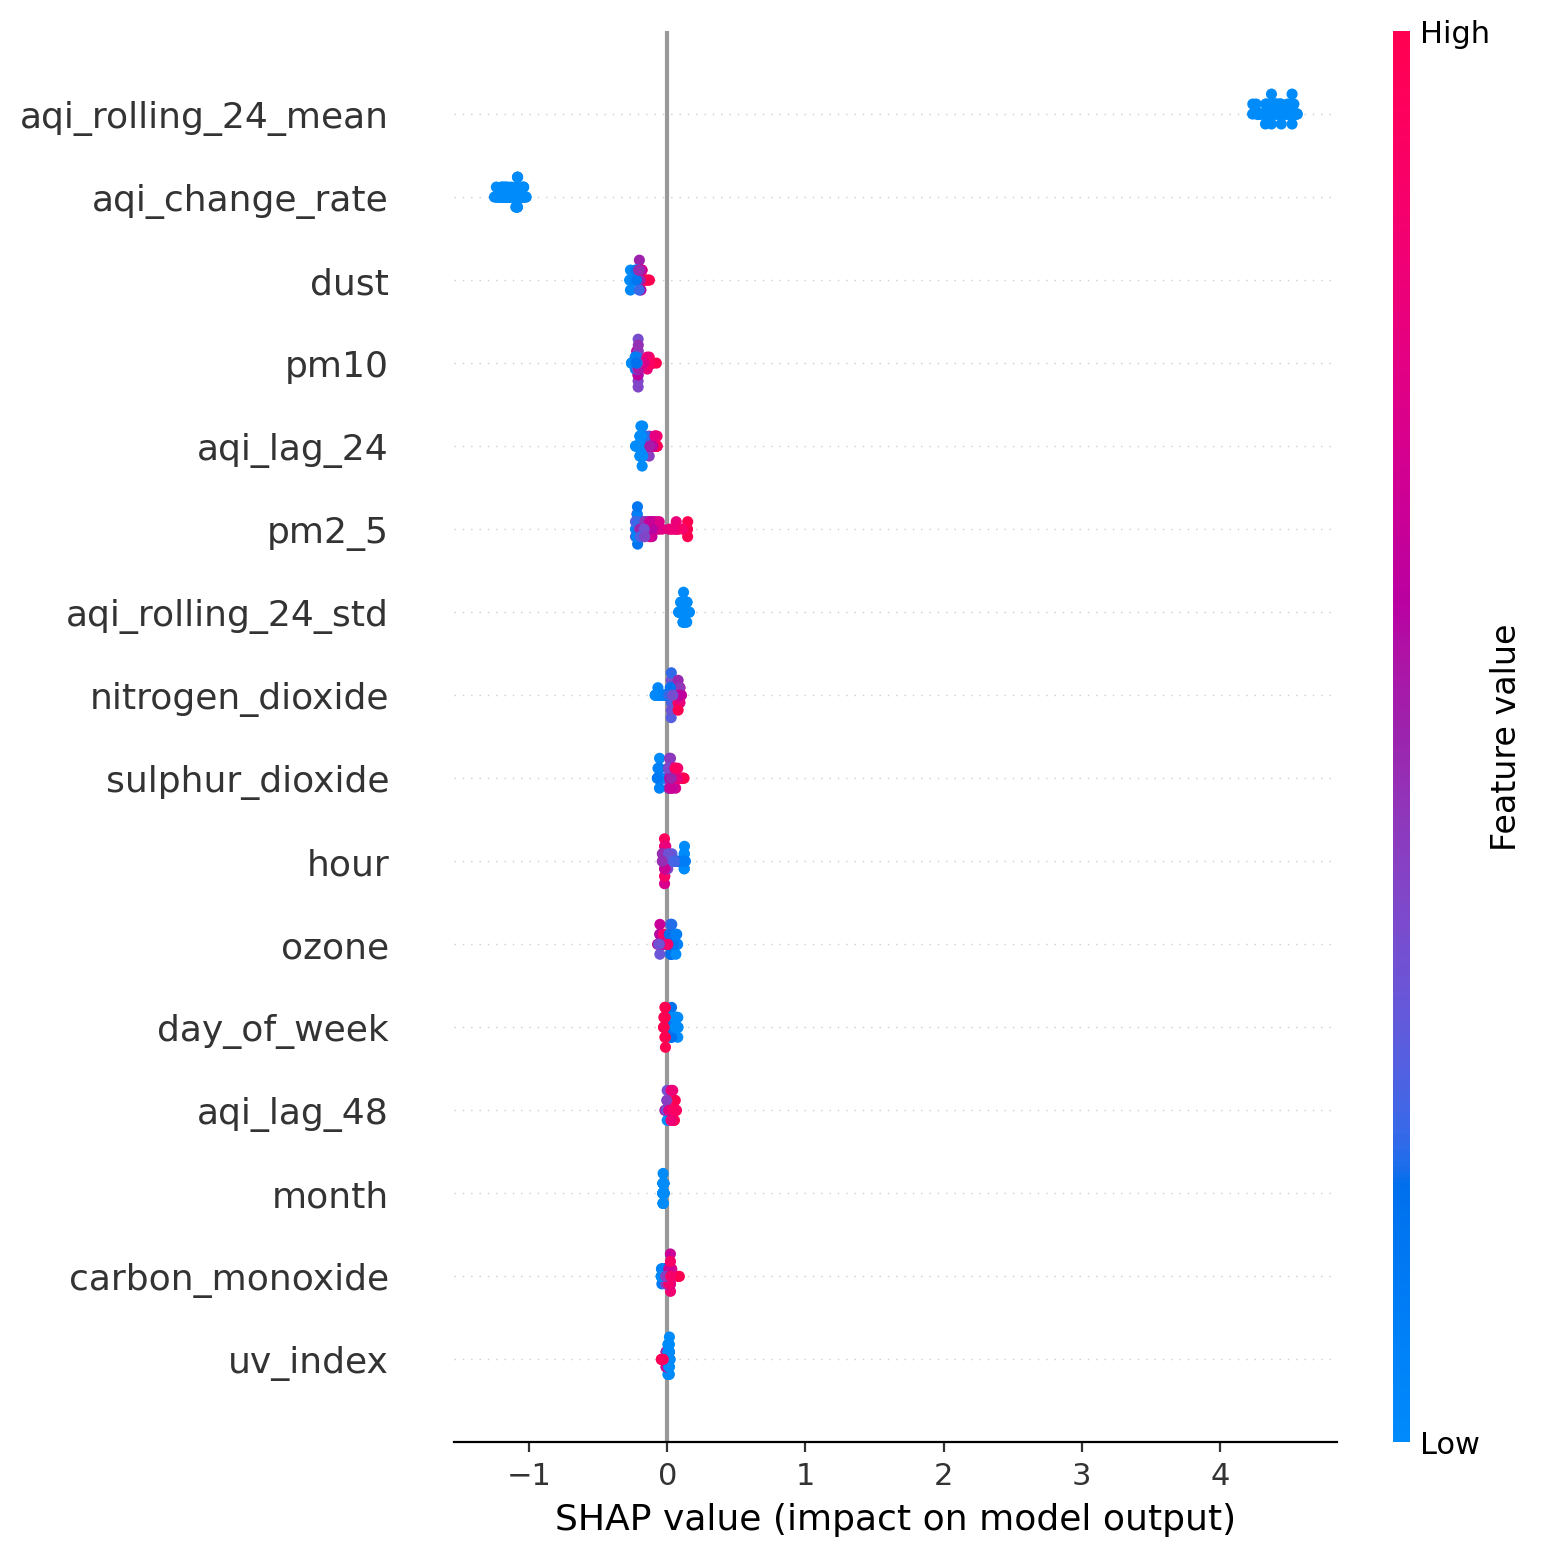 High
aqi_rolling_24_mean
aqi_change_rate
dust
pm10
aqi_lag_24
pm2_5
aqi_rolling_24_std
nitrogen_dioxide
sulphur_dioxide
hour
ozone
day_of_week
aqi_lag_48
month
carbon_monoxide
uv_index
Feature value
Low
−1 0 1 2 3 4
SHAP value (impact on model output)